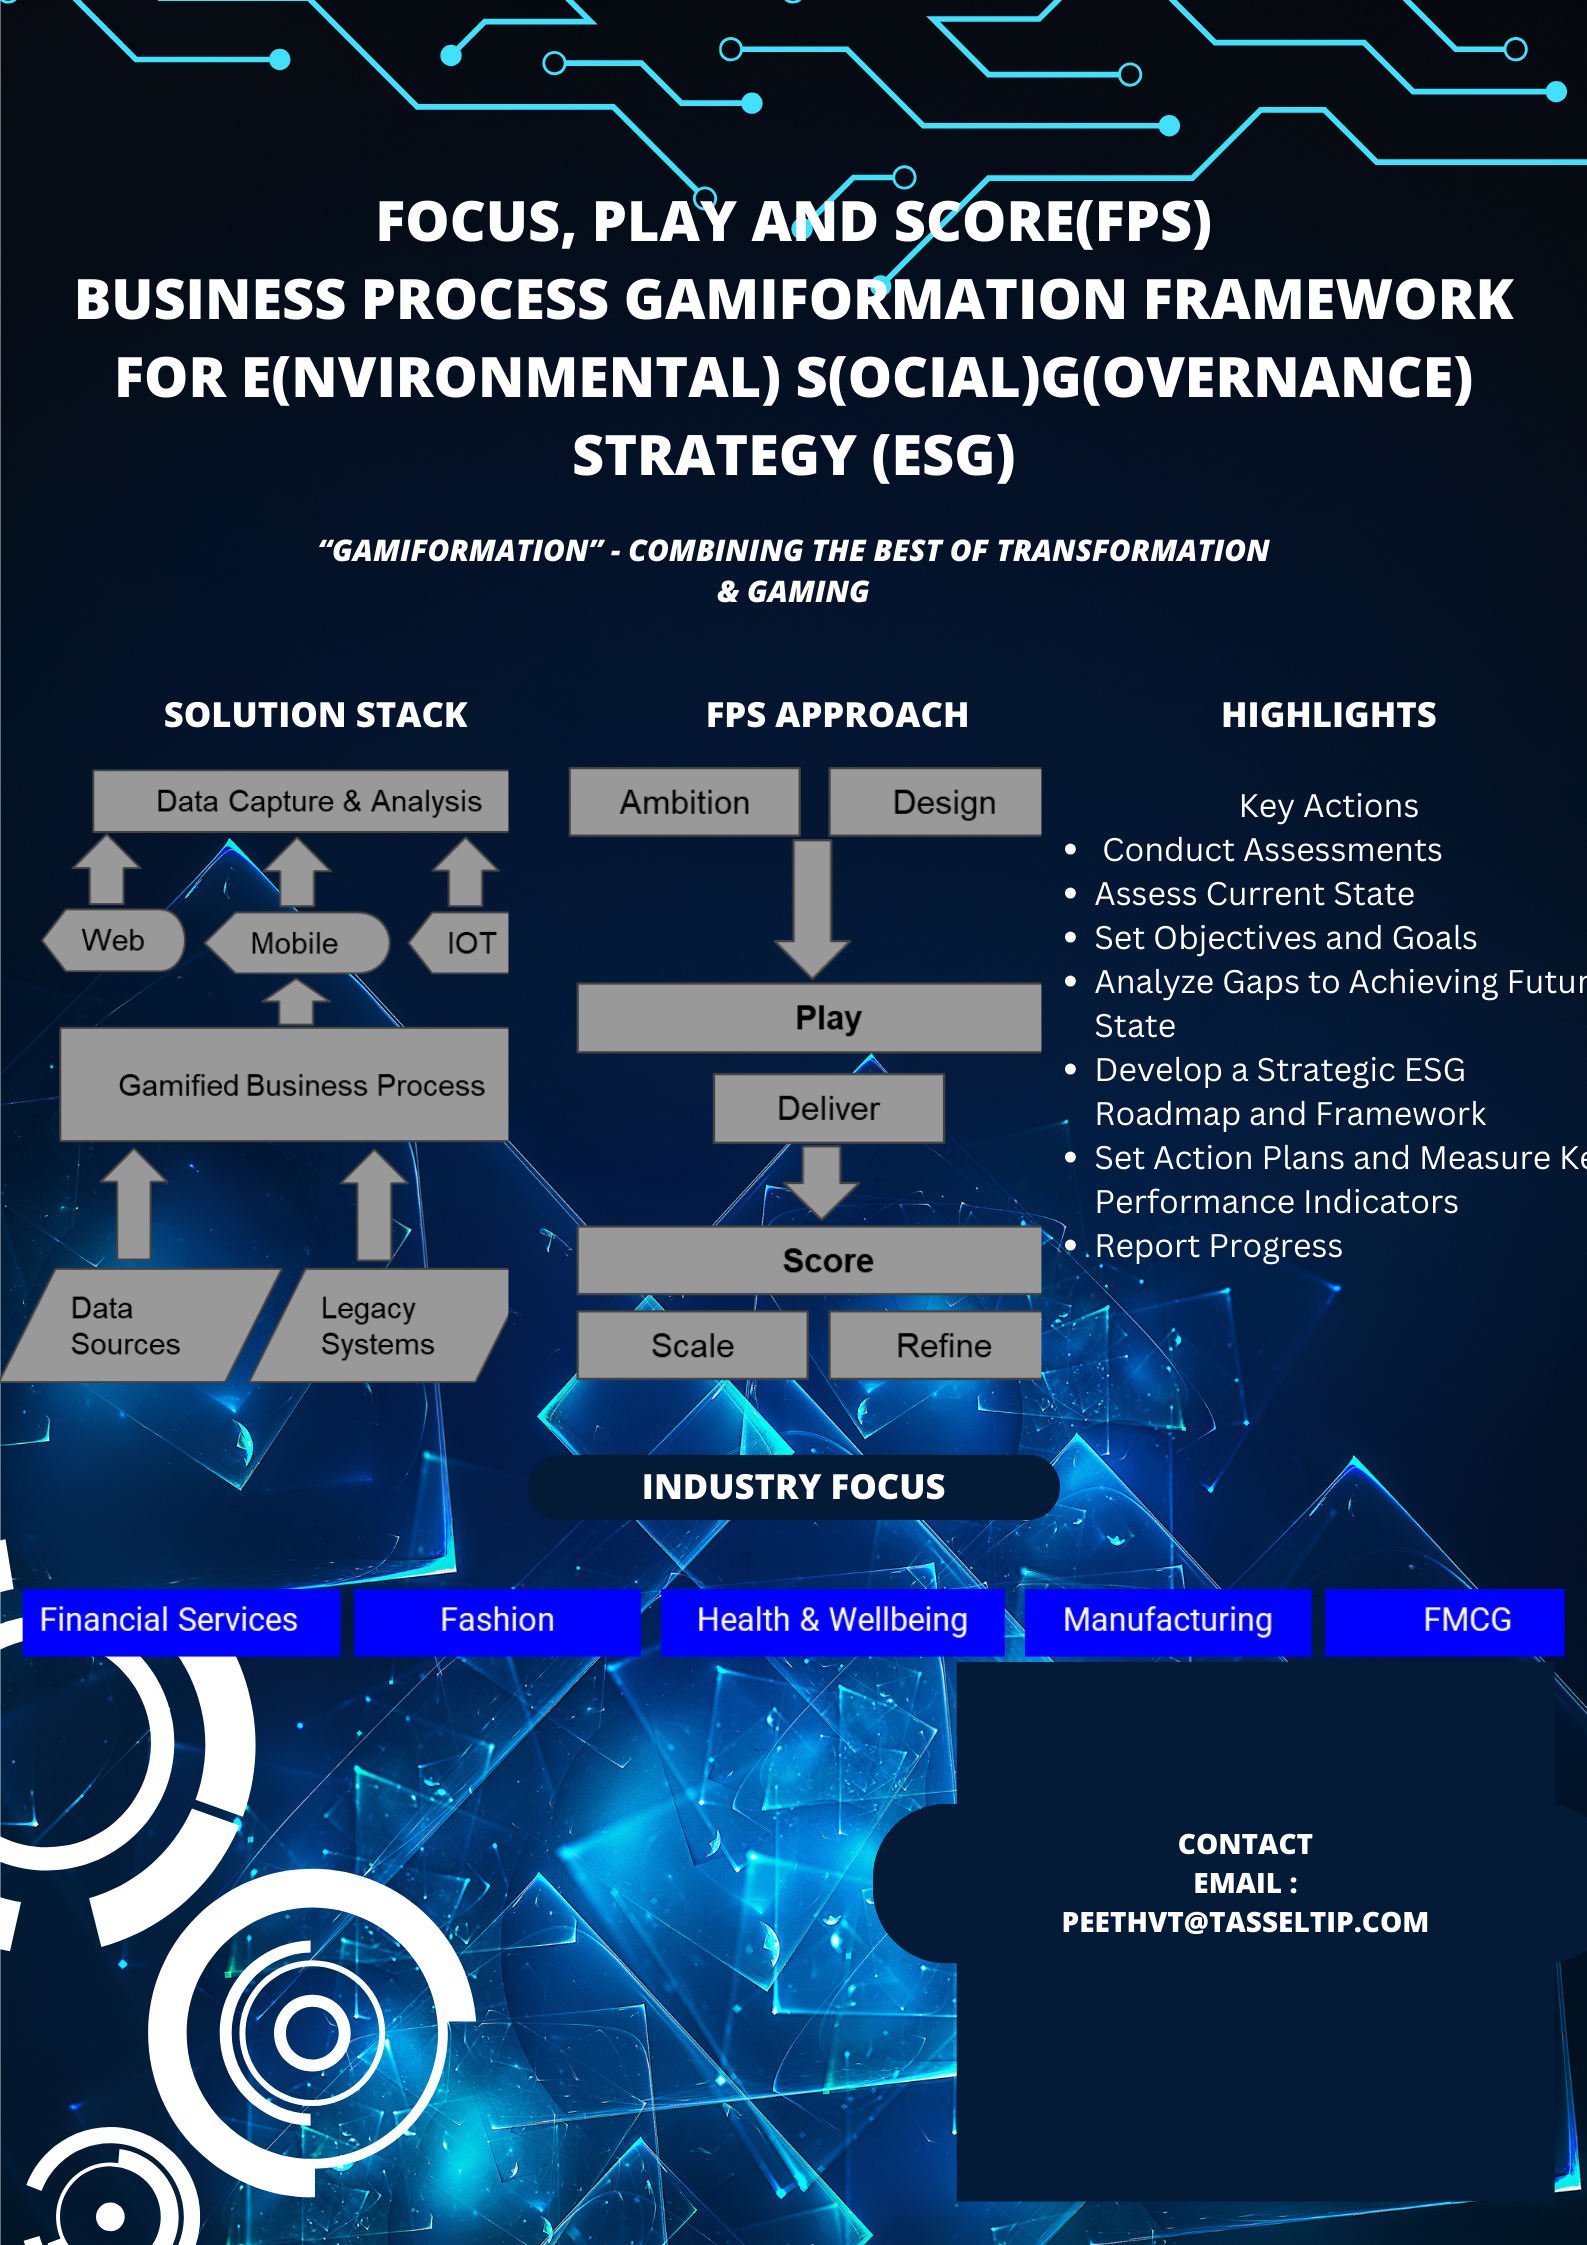 FOCUS, PLAY AND SCORE(FPS)
BUSINESS PROCESS GAMIFORMATION FRAMEWORK
FOR E(NVIRONMENTAL) S(OCIAL)G(OVERNANCE)
STRATEGY (ESG)
“GAMIFORMATION” - COMBINING THE BEST OF TRANSFORMATION
& GAMING
SOLUTION STACK
Data Capture & Analysis
Web
Mobile
IOT
Gamified Business Process
Data
Sources
Legacy
Systems
FPS APPROACH
Ambition
Design
Play
Deliver
Score
Scale
Refine
HIGHLIGHTS
Key Actions
• Conduct Assessments
• Assess Current State
• Set Objectives and Goals
• Analyze Gaps to Achieving Futur
State
• Develop a Strategic ESG
Roadmap and Framework
• Set Action Plans and Measure Ke
Performance Indicators
• Report Progress
INDUSTRY FOCUS
Financial Services
Fashion
Health & Wellbeing
Manufacturing
FMCG
CONTACT
EMAIL :
PEETHVT@TASSELTIP.COM